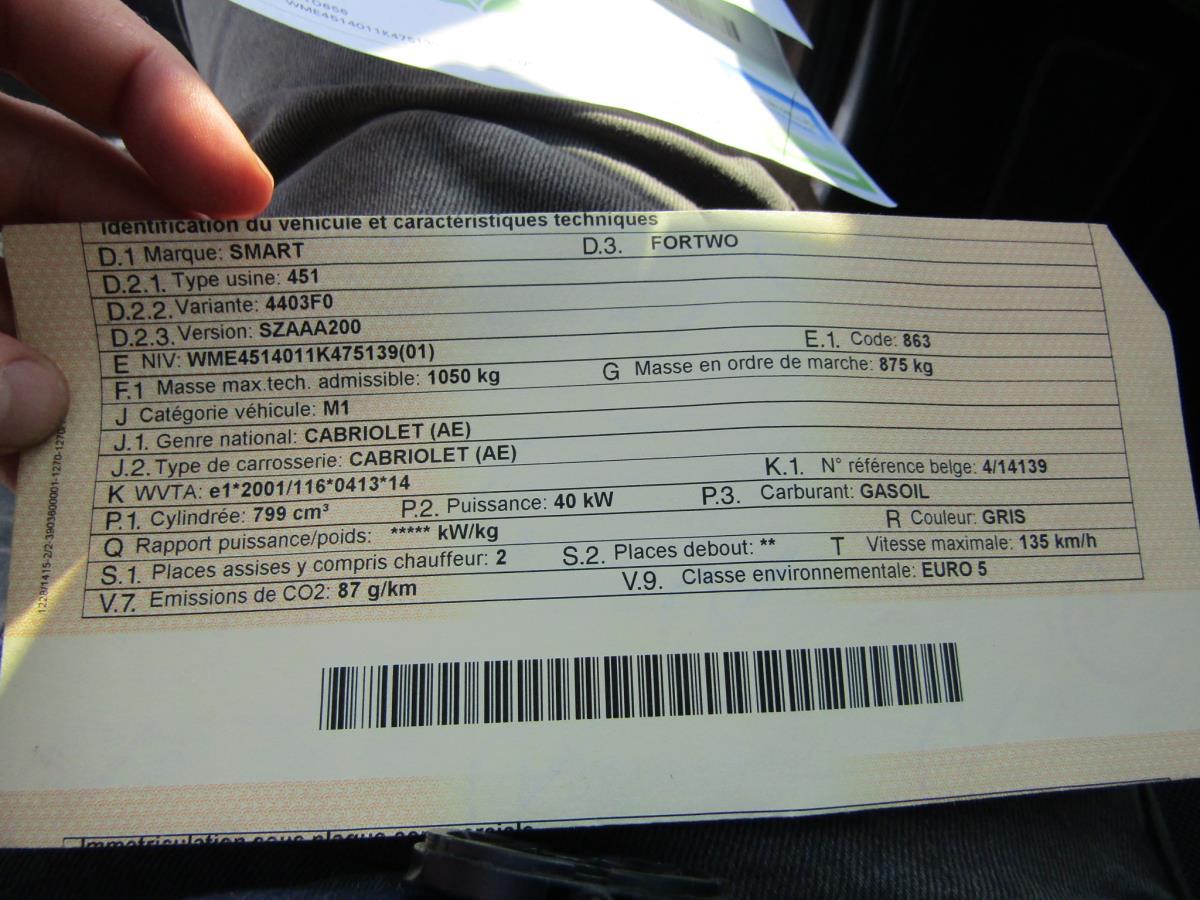 WME4514011K4751
Identification du véhicule et caractéristiques techniques
D.1 Marque: SMART D.3. FORTWO
D.2.1. Type usine: 451
D.2.2. Variante: 4403F0
D.2.3. Version: SZAAA200
E NIV: WME4514011K475139(01) E.1. Code: 863
F.1 Masse max.tech. admissible: 1050 kg G Masse en ordre de marche: 875 kg
J Catégorie véhicule: M1
J.1. Genre national: CABRIOLET (AE)
J.2. Type de carrosserie: CABRIOLET (AE)
K WVTA: e1*2001/116*0413*14 K.1. N° référence belge: 4/14139
P.1. Cylindrée: 799 cm³ P.2. Puissance: 40 kW P.3. Carburant: GASOIL
Q Rapport puissance/poids: ***** kW/kg R Couleur: GRIS
S.1. Places assises y compris chauffeur: 2 S.2. Places debout: ** T Vitesse maximale: 135 km/h
V.7. Emissions de CO2: 87 g/km V.9. Classe environnementale: EURO 5
Immatriculation sous plaque